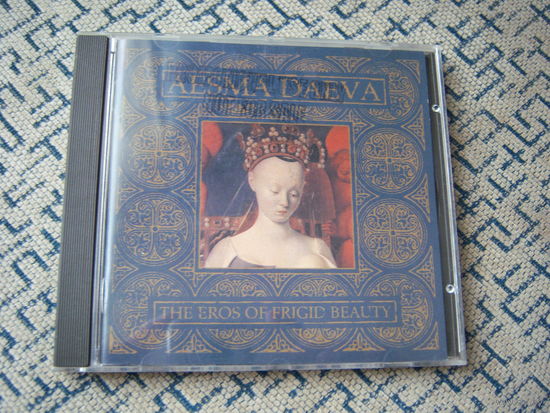 AESMA DAEVA
THE EROS OF FRIGID BEAUTY